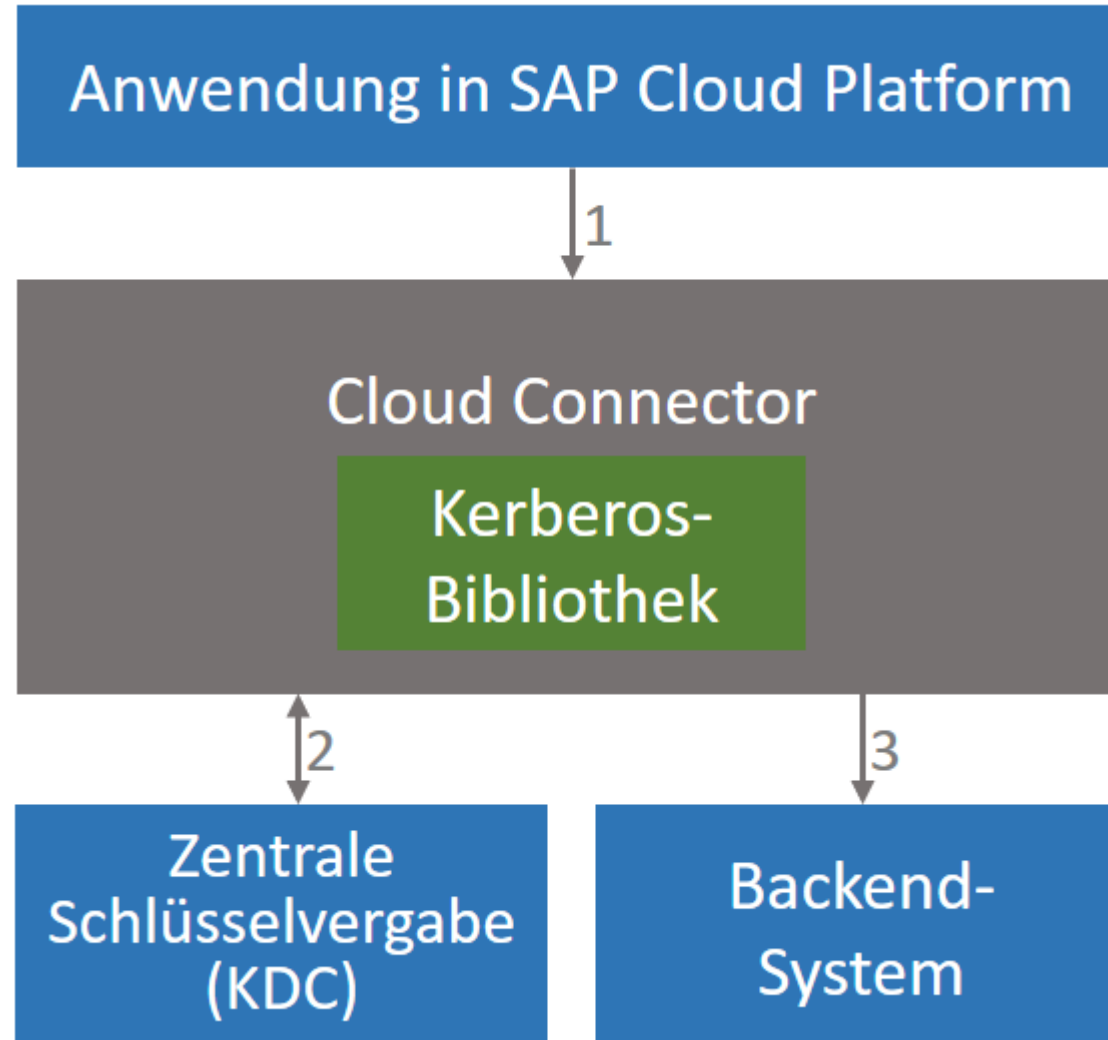 Anwendung in SAP Cloud Platform
1
Cloud Connector
Kerberos-
Bibliothek
2
3
Zentrale
Schlüsselvergabe
(KDC)
Backend-
System